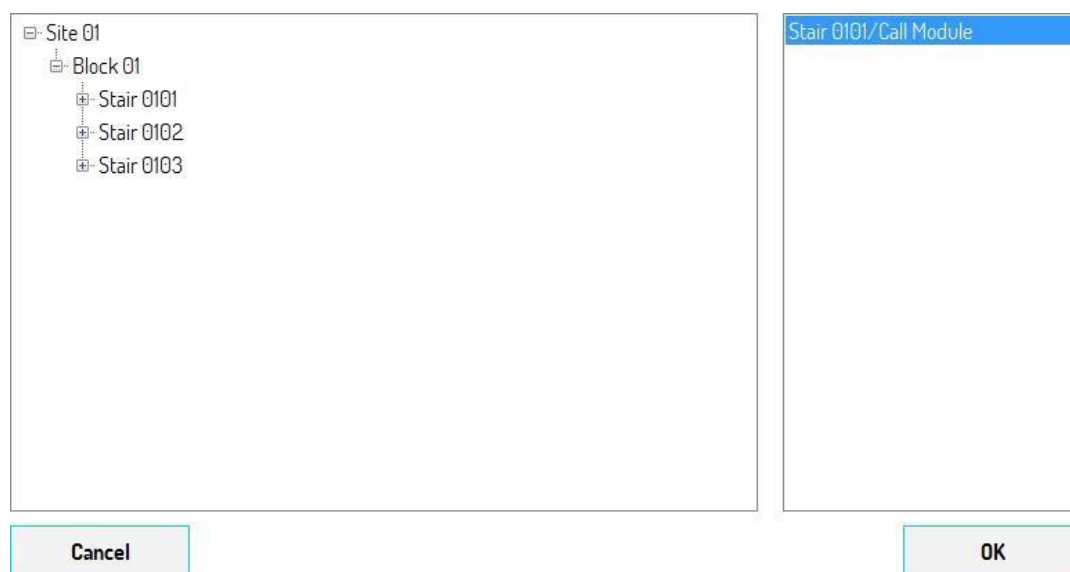 Site 01
Block 01
Stair 0101
Stair 0102
Stair 0103
Stair 0101/Call Module
Cancel
OK